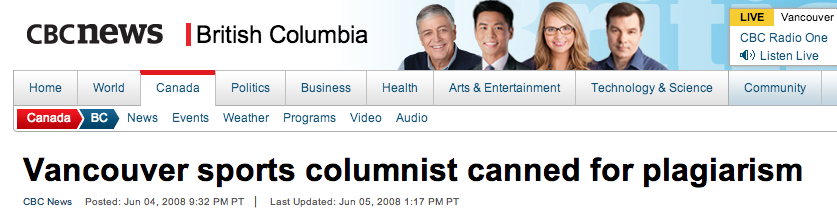 CBCnews | British Columbia
LIVE Vancouver
CBC Radio One
Listen Live
Home World Canada Politics Business Health Arts & Entertainment Technology & Science Community
Canada BC News Events Weather Programs Video Audio
Vancouver sports columnist canned for plagiarism
CBC News Posted: Jun 04, 2008 9:32 PM PT | Last Updated: Jun 05, 2008 1:17 PM PT